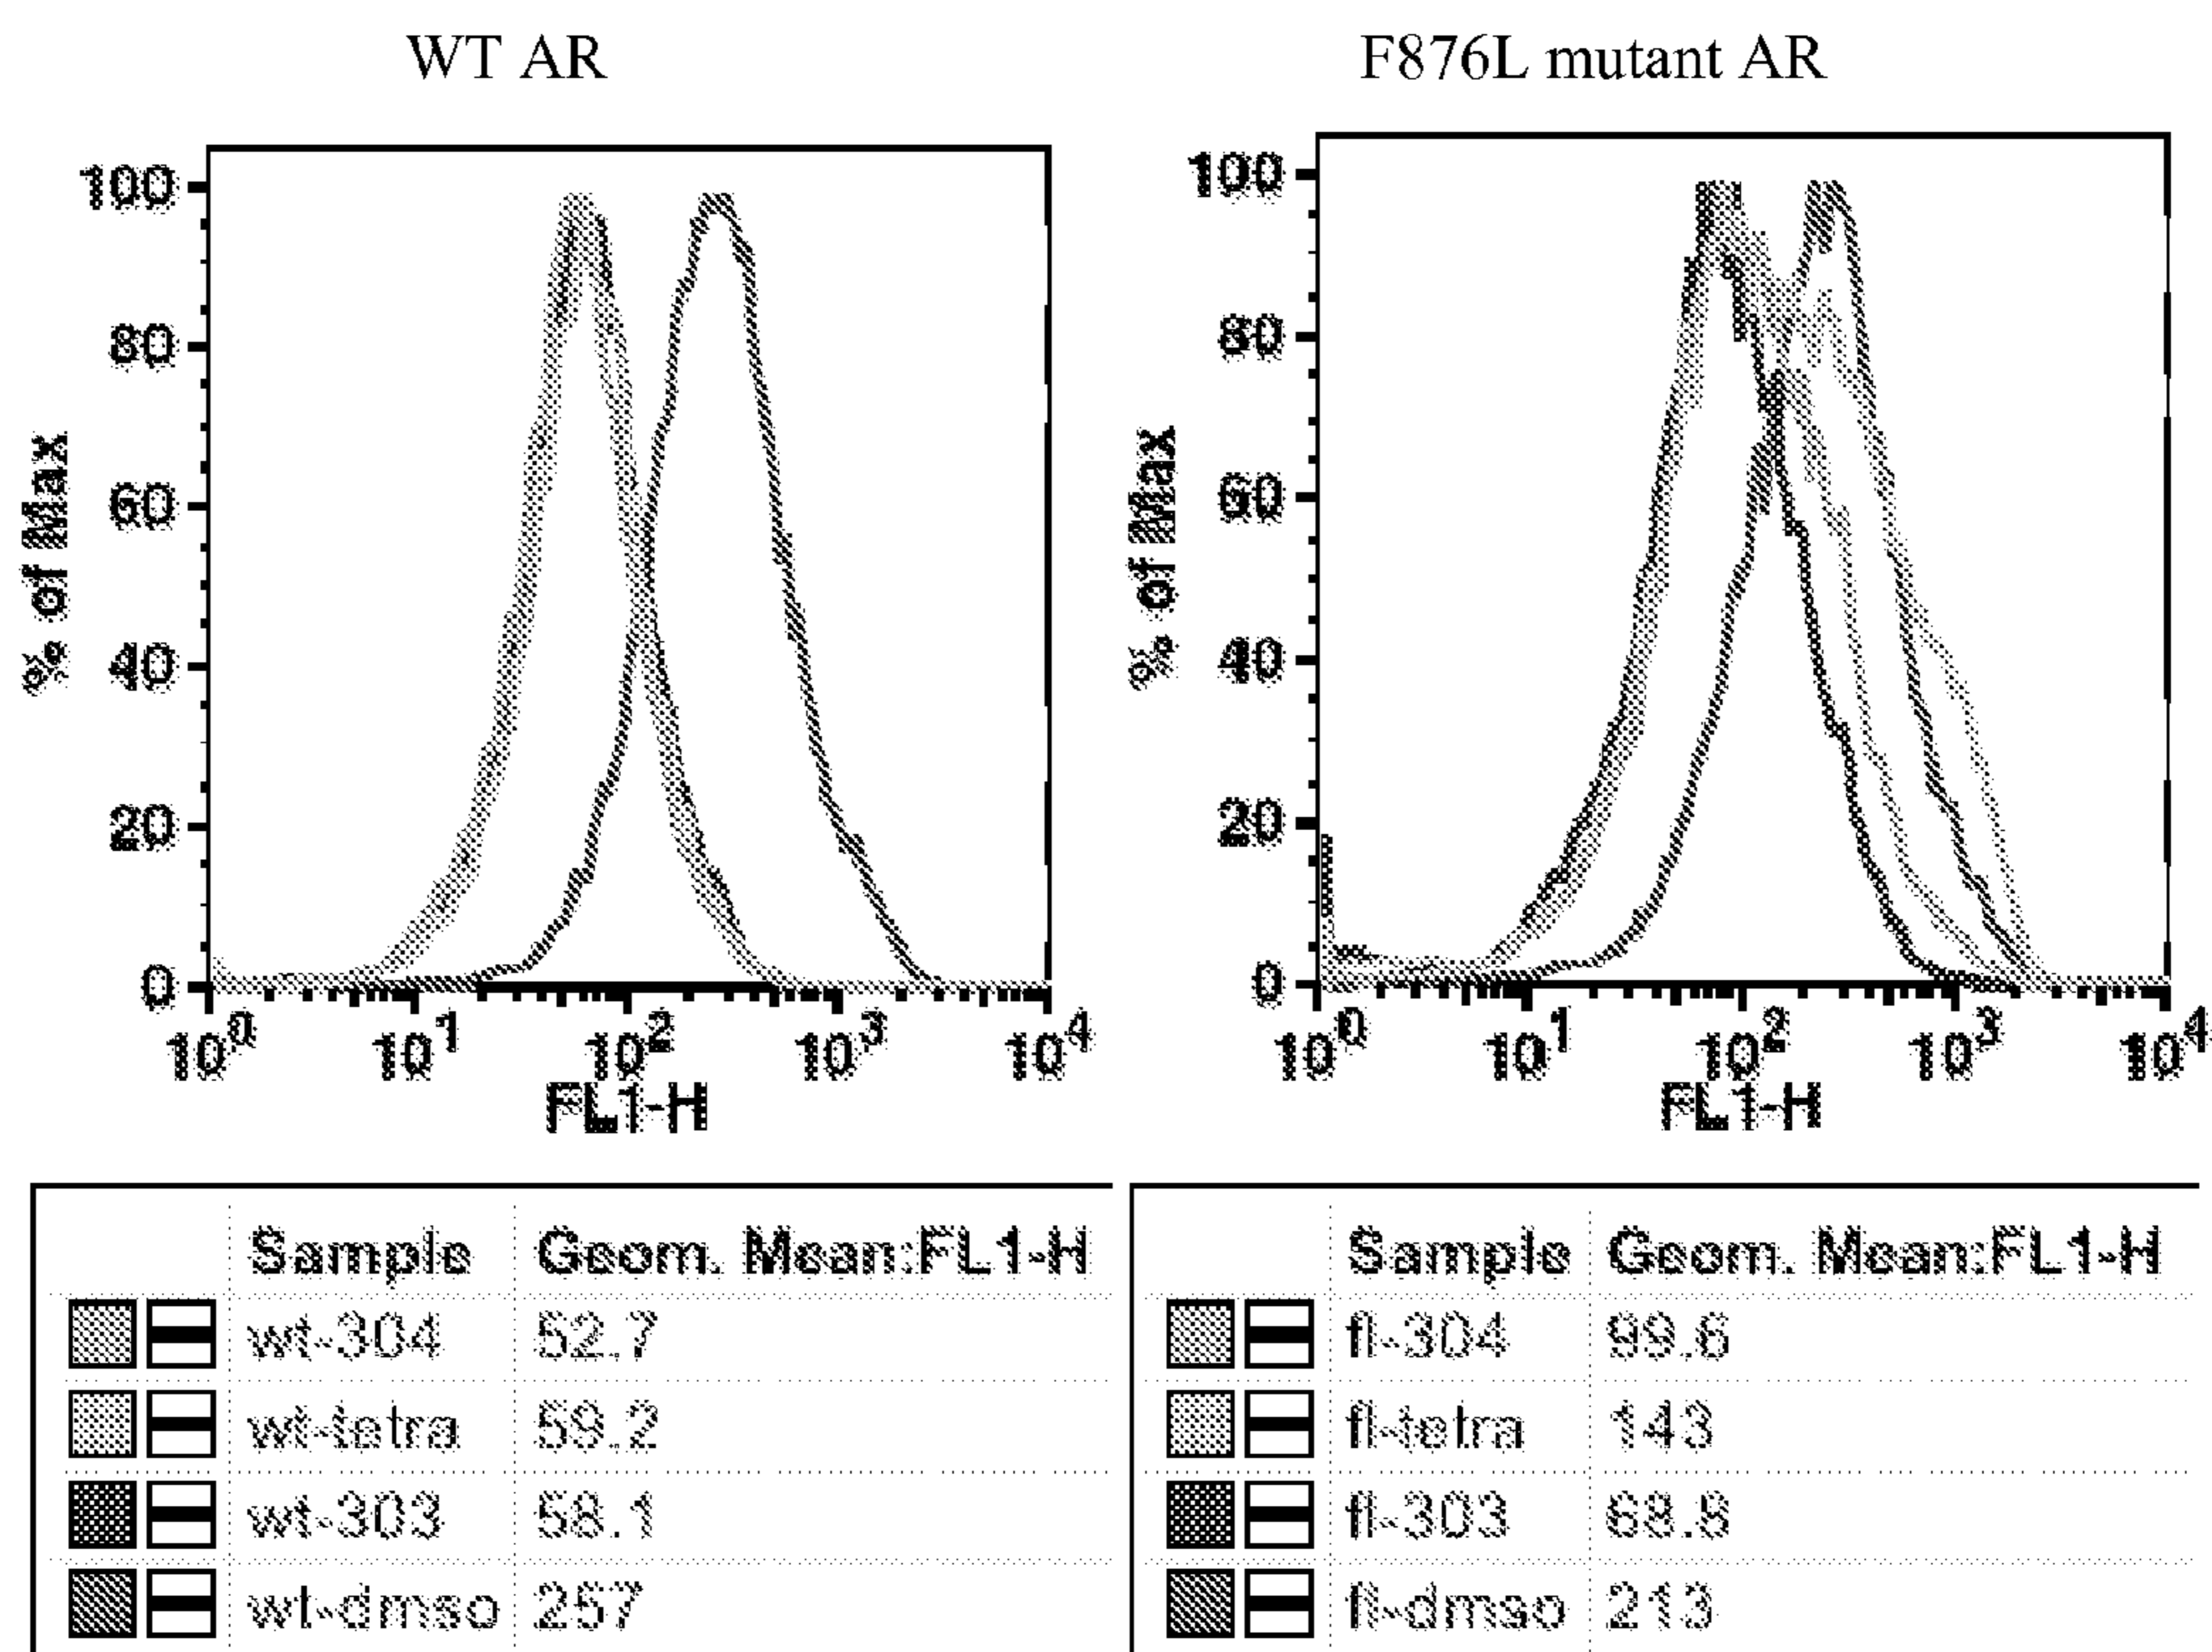 WT AR
F876L mutant AR
100
80
60
40
20
0
% of Max
10^0 10^1 10^2 10^3 10^4
FL1-H
100
80
60
40
20
0
% of Max
10^0 10^1 10^2 10^3 10^4
FL1-H
Sample Geom. Mean:FL1-H
wt-304 52.7
wt-tetra 59.2
wt-303 58.1
wt-dmso 257
Sample Geom. Mean:FL1-H
fl-304 99.6
fl-tetra 143
fl-303 68.8
fl-dmso 213